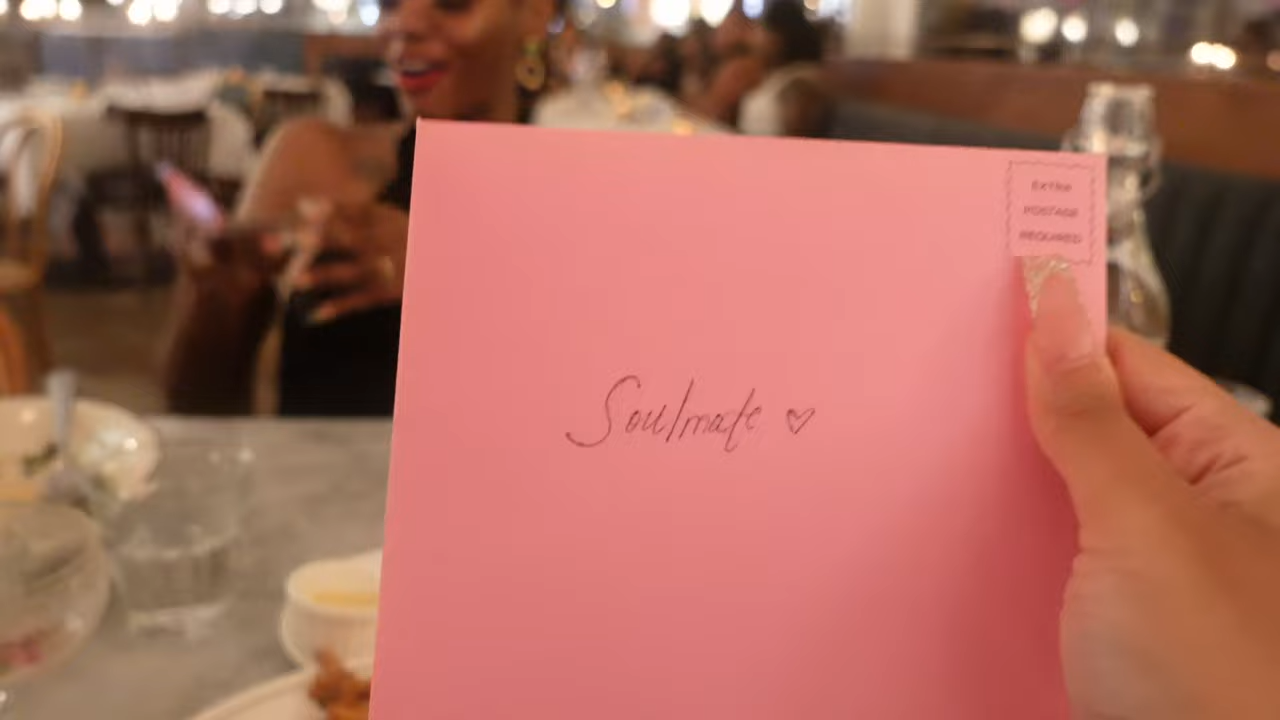 EXTRA
POSTAGE
REQUIRED
Soulmate ♡